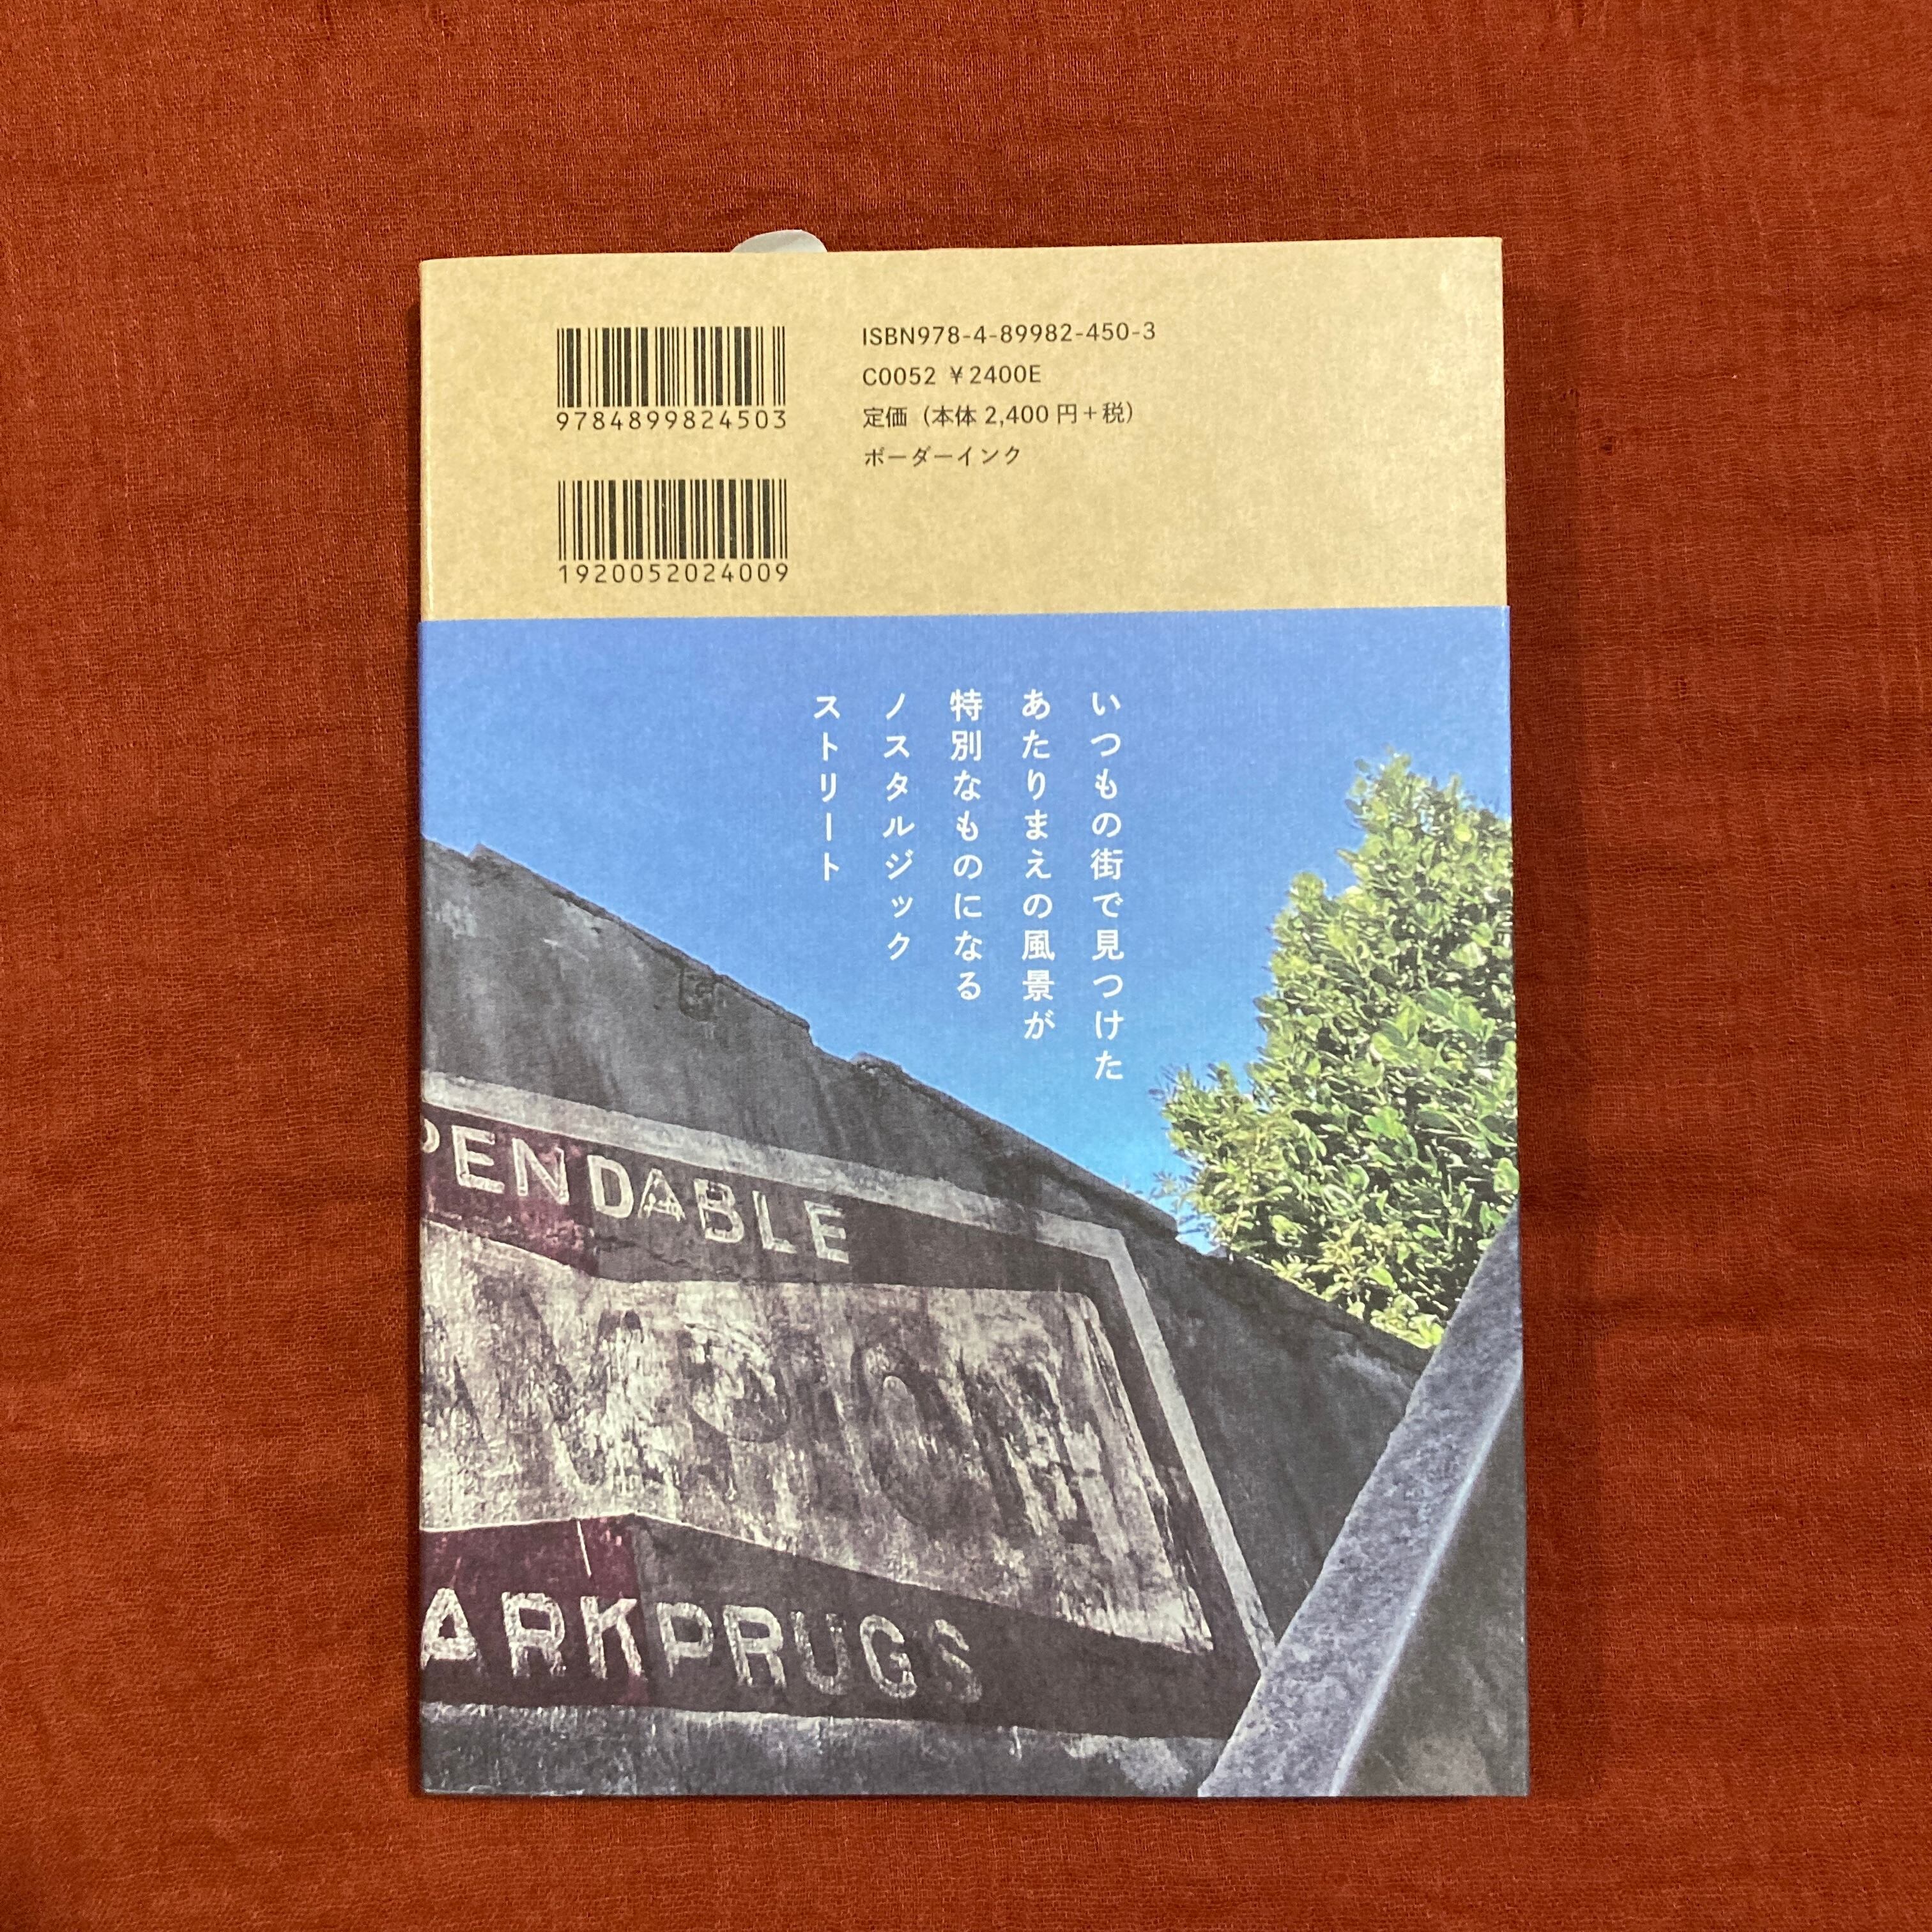 9784899824503
1920052024009
ISBN978-4-89982-450-3
C0052 ¥2400E
定価（本体 2,400 円＋税）
ボーダーインク
いつもの街で見つけた
あたりまえの風景が
特別なものになる
ノスタルジック
ストリート
PENDABLE
ARKPRUGS